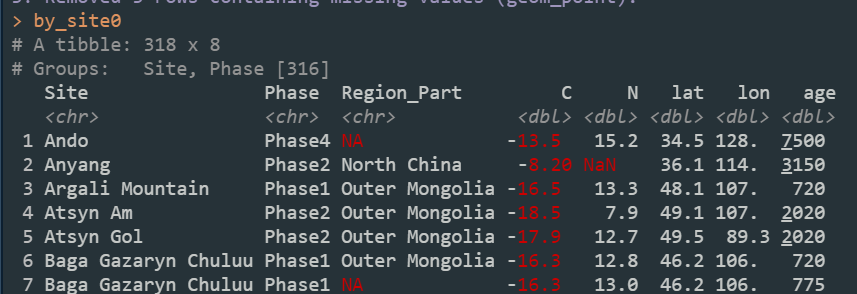 3: Removed 5 rows containing missing values (geom_point).
> by_site0
# A tibble: 318 x 8
# Groups:   Site, Phase [316]
   Site                 Phase  Region_Part          C     N   lat   lon   age
   <chr>                <chr>  <chr>            <dbl> <dbl> <dbl> <dbl> <dbl>
 1 Ando                 Phase4 NA              -13.5   15.2  34.5 128.   7500
 2 Anyang               Phase2 North China      -8.20 NaN    36.1 114.   3150
 3 Argali Mountain      Phase1 Outer Mongolia -16.5   13.3  48.1 107.    720
 4 Atsyn Am             Phase2 Outer Mongolia -18.5    7.9  49.1 107.   2020
 5 Atsyn Gol            Phase2 Outer Mongolia -17.9   12.7  49.5  89.3  2020
 6 Baga Gazaryn Chuluu Phase1 Outer Mongolia -16.3   12.8  46.2 106.    720
 7 Baga Gazaryn Chuluu Phase1 NA             -16.3   13.0  46.2 106.    775